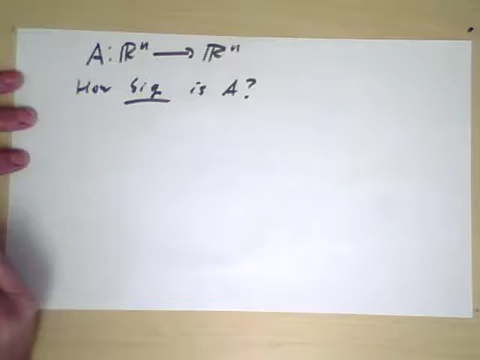 A: ℝⁿ ⟶ ℝⁿ
How big is A?